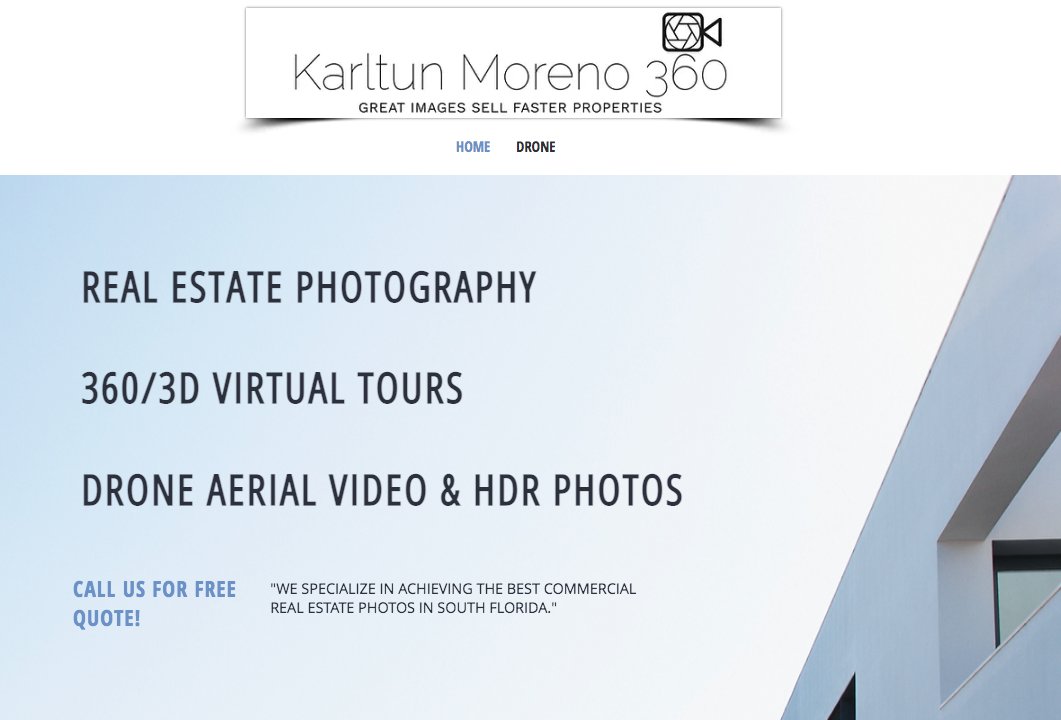 Karltun Moreno 360
GREAT IMAGES SELL FASTER PROPERTIES
HOME DRONE
REAL ESTATE PHOTOGRAPHY
360/3D VIRTUAL TOURS
DRONE AERIAL VIDEO & HDR PHOTOS
CALL US FOR FREE
QUOTE!
"WE SPECIALIZE IN ACHIEVING THE BEST COMMERCIAL
REAL ESTATE PHOTOS IN SOUTH FLORIDA."